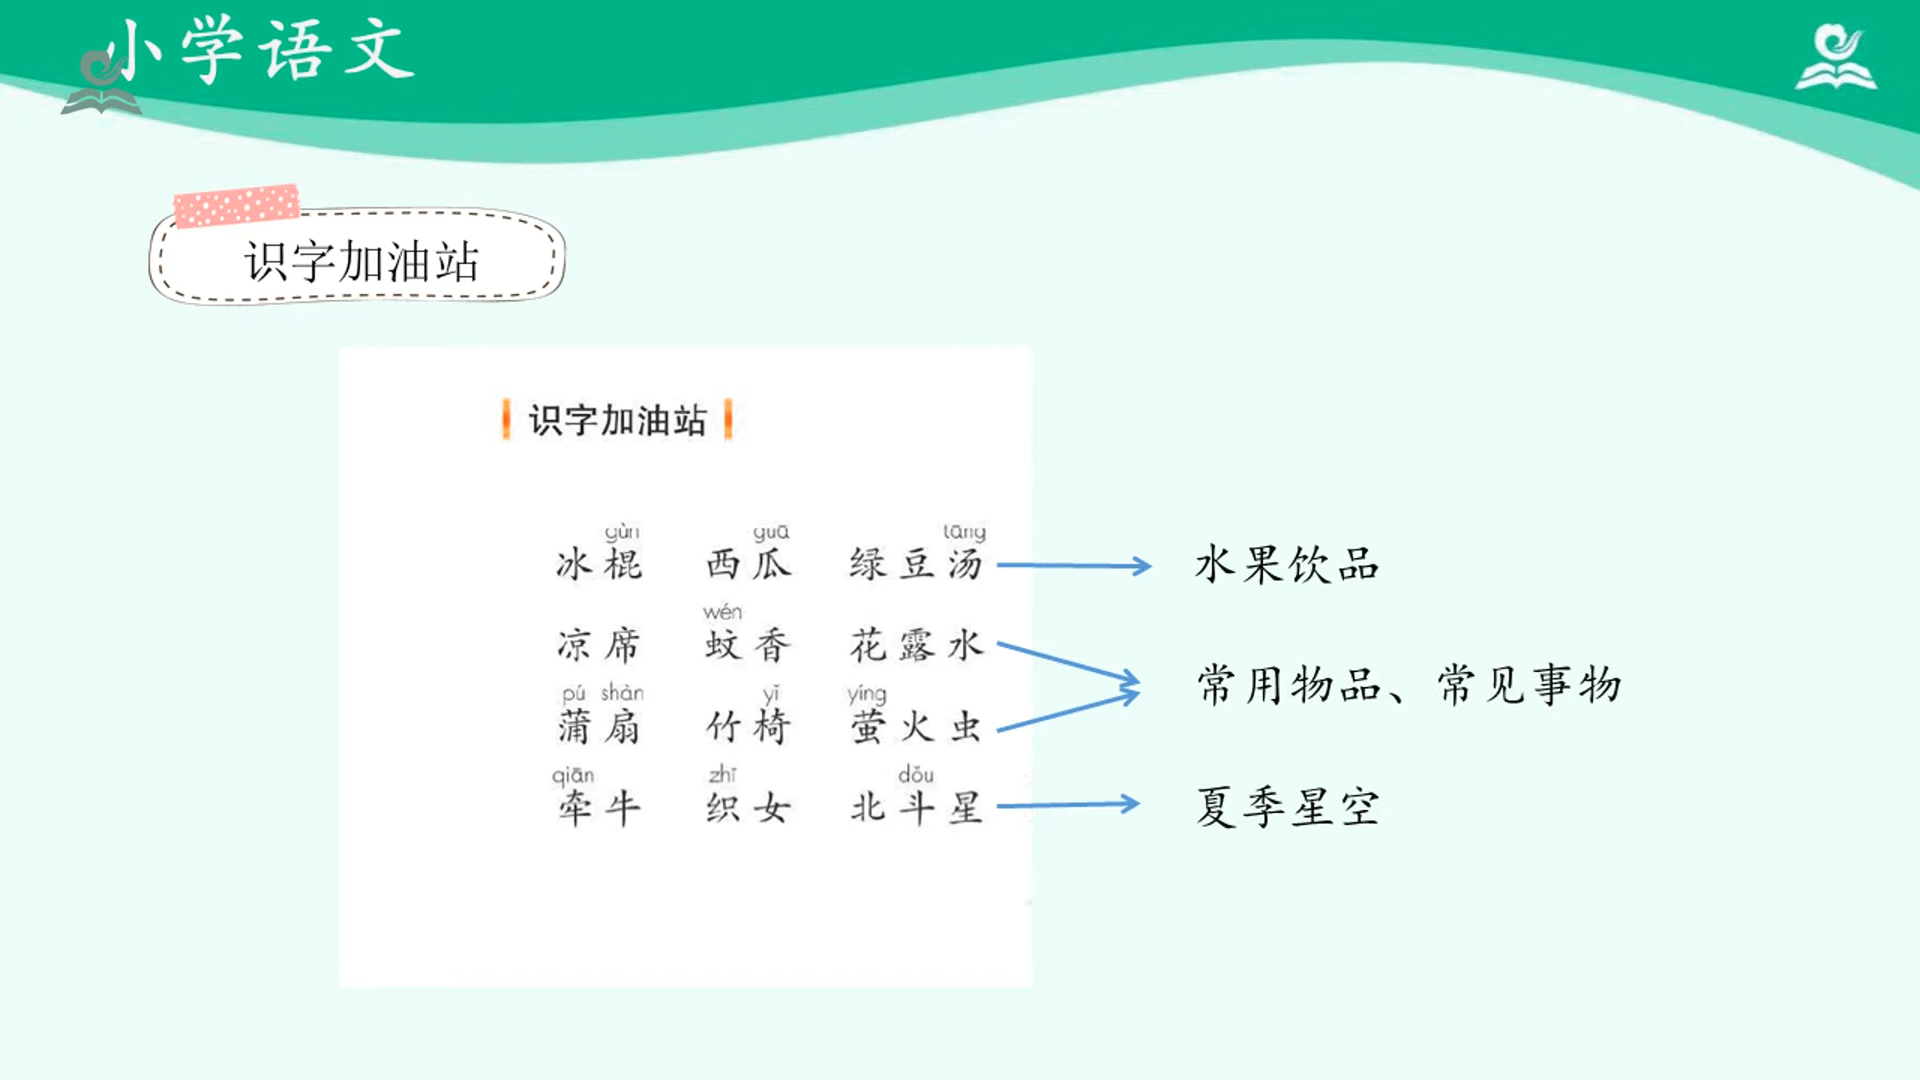 小学语文
识字加油站
识字加油站
gùn guā tāng
冰棍 西瓜 绿豆汤
水果饮品
wén
凉席 蚊香 花露水
常用物品、常见事物
pú shàn yǐ yíng
蒲扇 竹椅 萤火虫
qiān zhī dǒu
牵牛 织女 北斗星
夏季星空